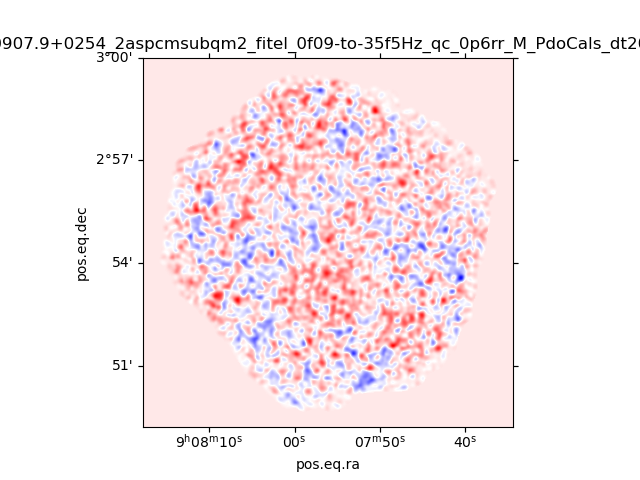 0907.9+0254_2aspcmsubqm2_fitel_0f09-to-35f5Hz_qc_0p6rr_M_PdoCals_dt20
3°00'
2°57'
54'
51'
pos.eq.dec
9h08m10s 00s 07m50s 40s
pos.eq.ra